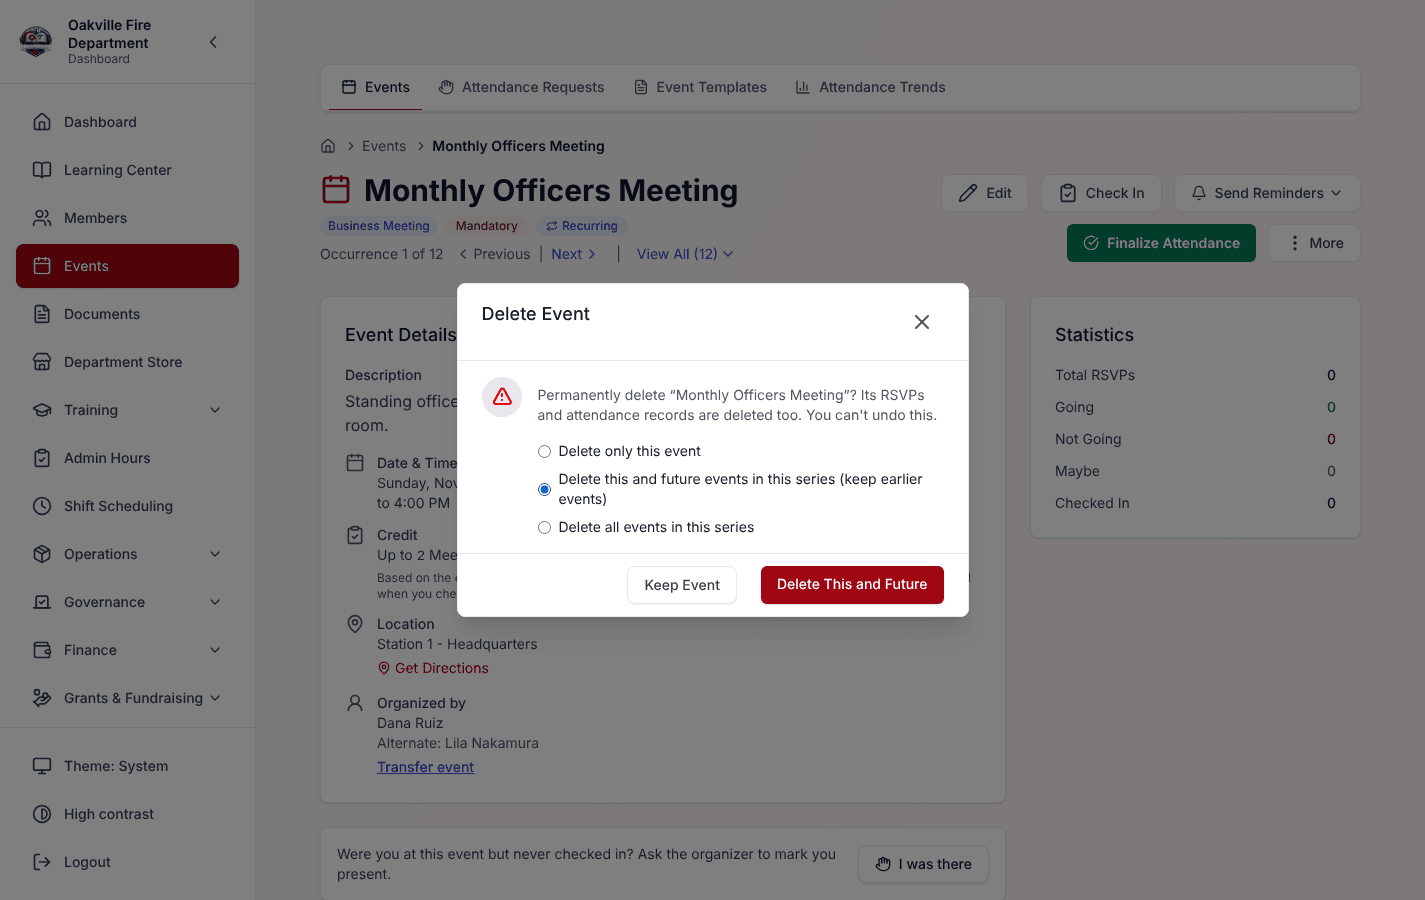 Oakville Fire
Department
Dashboard
Dashboard
Learning Center
Members
Events
Documents
Department Store
Training
Admin Hours
Shift Scheduling
Operations
Governance
Finance
Grants & Fundraising
Theme: System
High contrast
Logout
Events Attendance Requests Event Templates Attendance Trends
Events Monthly Officers Meeting
Monthly Officers Meeting
Edit Check In Send Reminders
Business Meeting Mandatory Recurring
Occurrence 1 of 12 Previous | Next | View All (12)
Finalize Attendance More
Event Details
Description
Standing office
room.
Date & Time
Sunday, Nov
to 4:00 PM
Credit
Up to 2 Mee
Based on the
when you che
Location
Station 1 - Headquarters
Get Directions
Organized by
Dana Ruiz
Alternate: Lila Nakamura
Transfer event
Were you at this event but never checked in? Ask the organizer to mark you
present.
I was there
Statistics
Total RSVPs 0
Going 0
Not Going 0
Maybe 0
Checked In 0
Delete Event
Permanently delete “Monthly Officers Meeting”? Its RSVPs
and attendance records are deleted too. You can't undo this.
Delete only this event
Delete this and future events in this series (keep earlier
events)
Delete all events in this series
Keep Event Delete This and Future